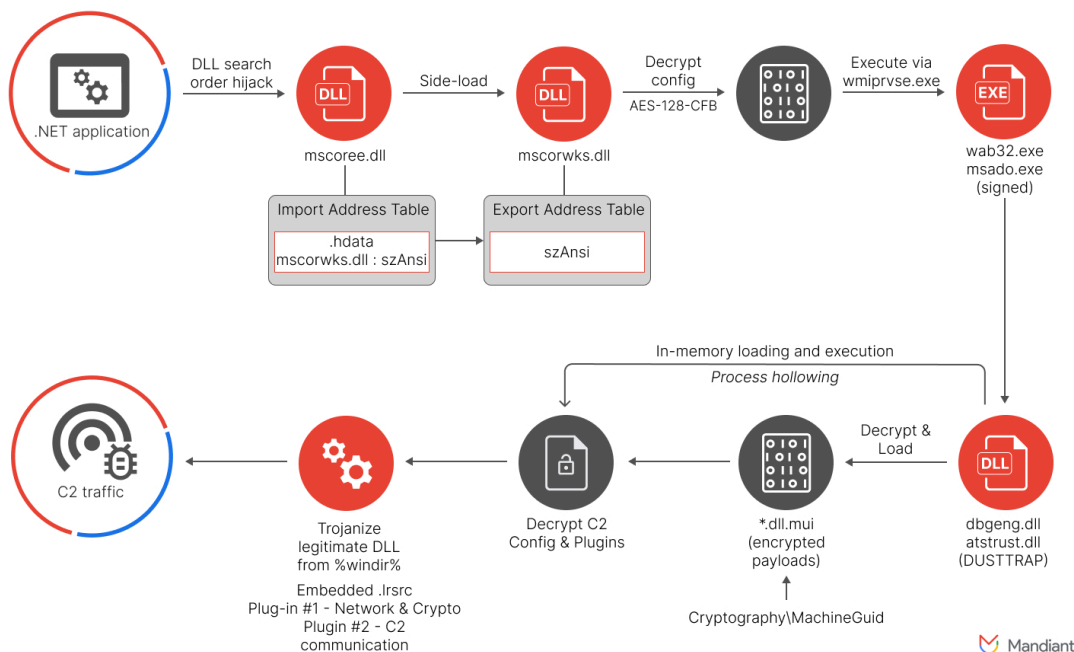 .NET application
DLL search
order hijack
DLL
mscoree.dll
Side-load
DLL
mscorwks.dll
Decrypt
config
AES-128-CFB
Execute via
wmiprvse.exe
EXE
wab32.exe
msado.exe
(signed)
Import Address Table
.hdata
mscorwks.dll : szAnsi
Export Address Table
szAnsi
In-memory loading and execution
Process hollowing
DLL
dbgeng.dll
atstrust.dll
(DUSTTRAP)
Decrypt &
Load
*.dll.mui
(encrypted
payloads)
Cryptography\MachineGuid
Decrypt C2
Config & Plugins
Trojanize
legitimate DLL
from %windir%
Embedded .lrsrc
Plug-in #1 - Network & Crypto
Plugin #2 - C2
communication
C2 traffic
Mandiant